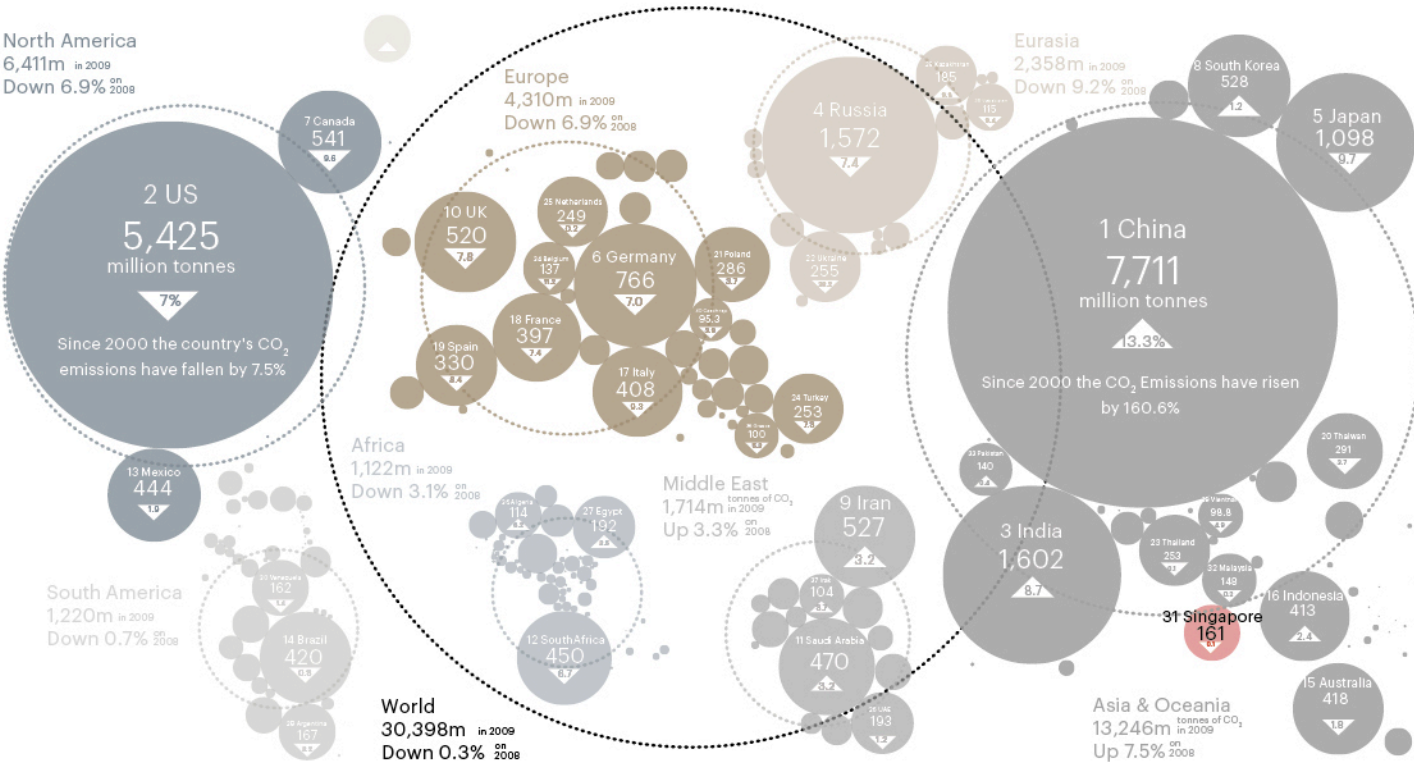 North America
6,411m in 2009
Down 6.9% on 2008
7 Canada
541
9.6
2 US
5,425
million tonnes
7%
Since 2000 the country's CO₂
emissions have fallen by 7.5%
13 Mexico
444
1.9
South America
1,220m in 2009
Down 0.7% on 2008
162
14 Brazil
420
0.8
29 Argentina
167
Europe
4,310m in 2009
Down 6.9% on 2008
10 UK
520
7.8
25 Netherlands
249
0.2
137
6 Germany
766
7.0
21 Poland
286
95.3
18 France
397
7.4
19 Spain
330
17 Italy
408
9.3
24 Turkey
253
100
Africa
1,122m in 2009
Down 3.1% on 2008
114
27 Egypt
192
12 South Africa
450
6.7
World
30,398m in 2009
Down 0.3% on 2008
Middle East
1,714m tonnes of CO₂ in 2009
Up 3.3% on 2008
9 Iran
527
3.2
104
11 Saudi Arabia
470
3.2
28 UAE
193
Eurasia
2,358m in 2009
Down 9.2% on 2008
4 Russia
1,572
7.4
185
115
22 Ukraine
255
8 South Korea
528
1.2
5 Japan
1,098
9.7
1 China
7,711
million tonnes
13.3%
Since 2000 the CO₂ Emissions have risen
by 160.6%
33 Pakistan
140
3 India
1,602
8.7
20 Thaiwan
291
98.8
23 Thailand
253
32 Malaysia
148
31 Singapore
161
16 Indonesia
413
2.4
15 Australia
418
1.8
Asia & Oceania
13,246m tonnes of CO₂ in 2009
Up 7.5% on 2008